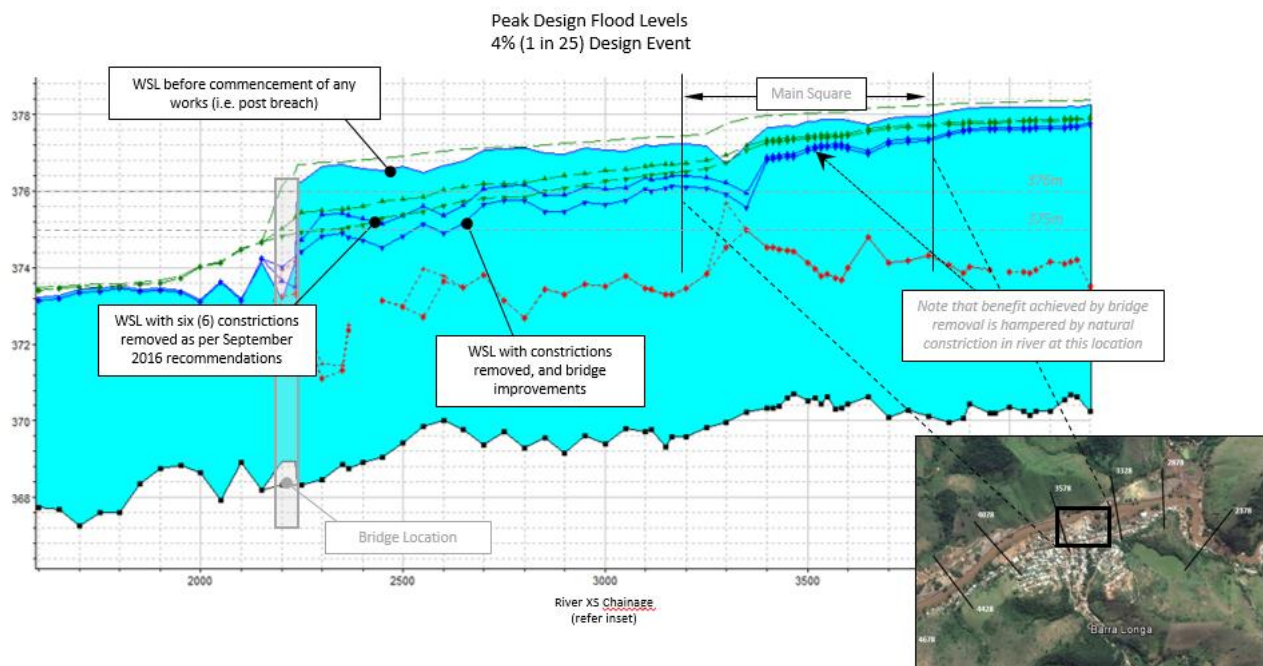 Peak Design Flood Levels
4% (1 in 25) Design Event
WSL before commencement of any
works (i.e. post breach)
Main Square
378
376
374
372
370
368
376m
375m
WSL with six (6) constrictions
removed as per September
2016 recommendations
WSL with constrictions
removed, and bridge
improvements
Note that benefit achieved by bridge
removal is hampered by natural
constriction in river at this location
Bridge Location
2000
2500
3000
3500
River XS Chainage
(refer inset)
2878
3328
3578
4078
2378
4428
4678
Barra Longa